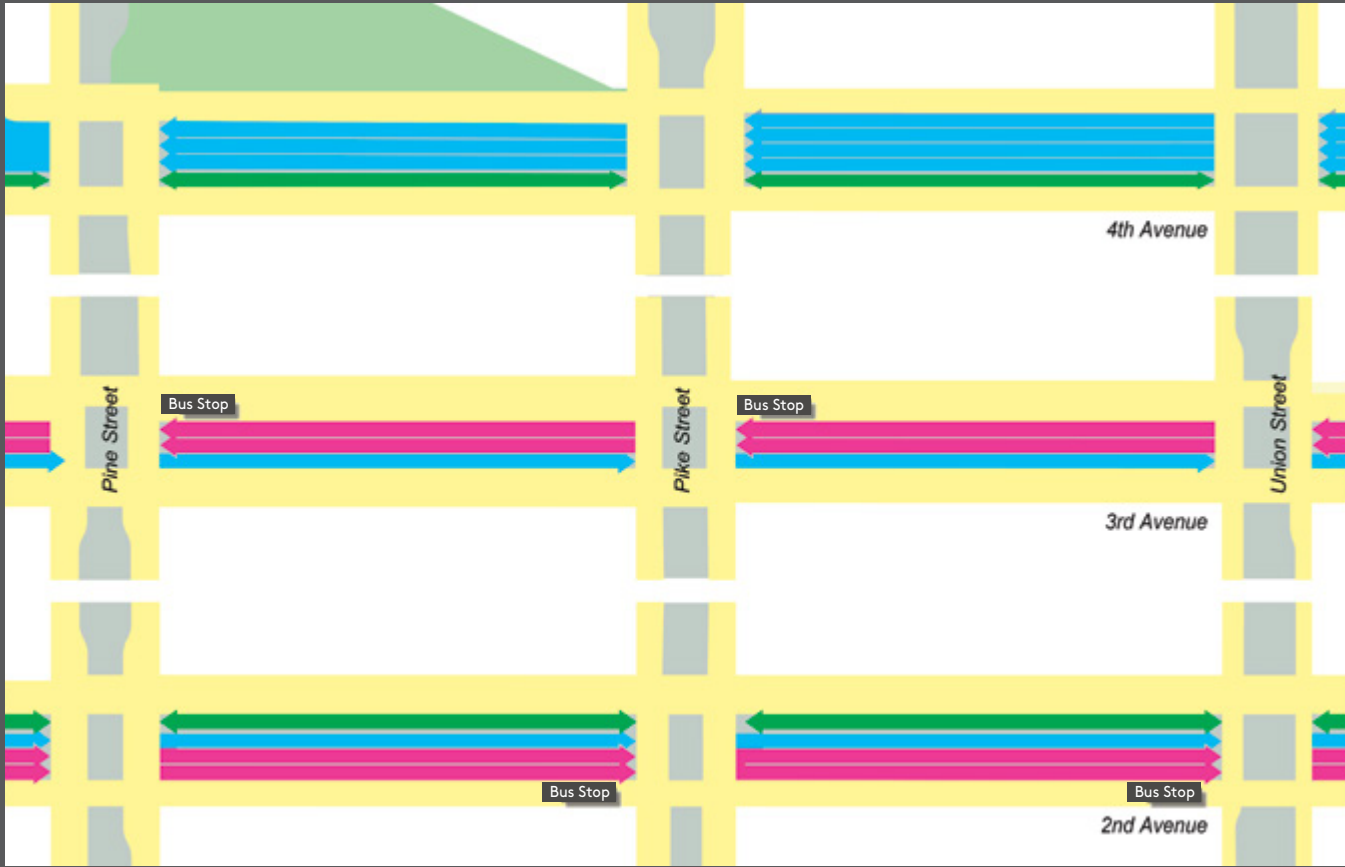 4th Avenue
Pine Street
Bus Stop
Pike Street
Bus Stop
Union Street
3rd Avenue
Bus Stop
Bus Stop
2nd Avenue